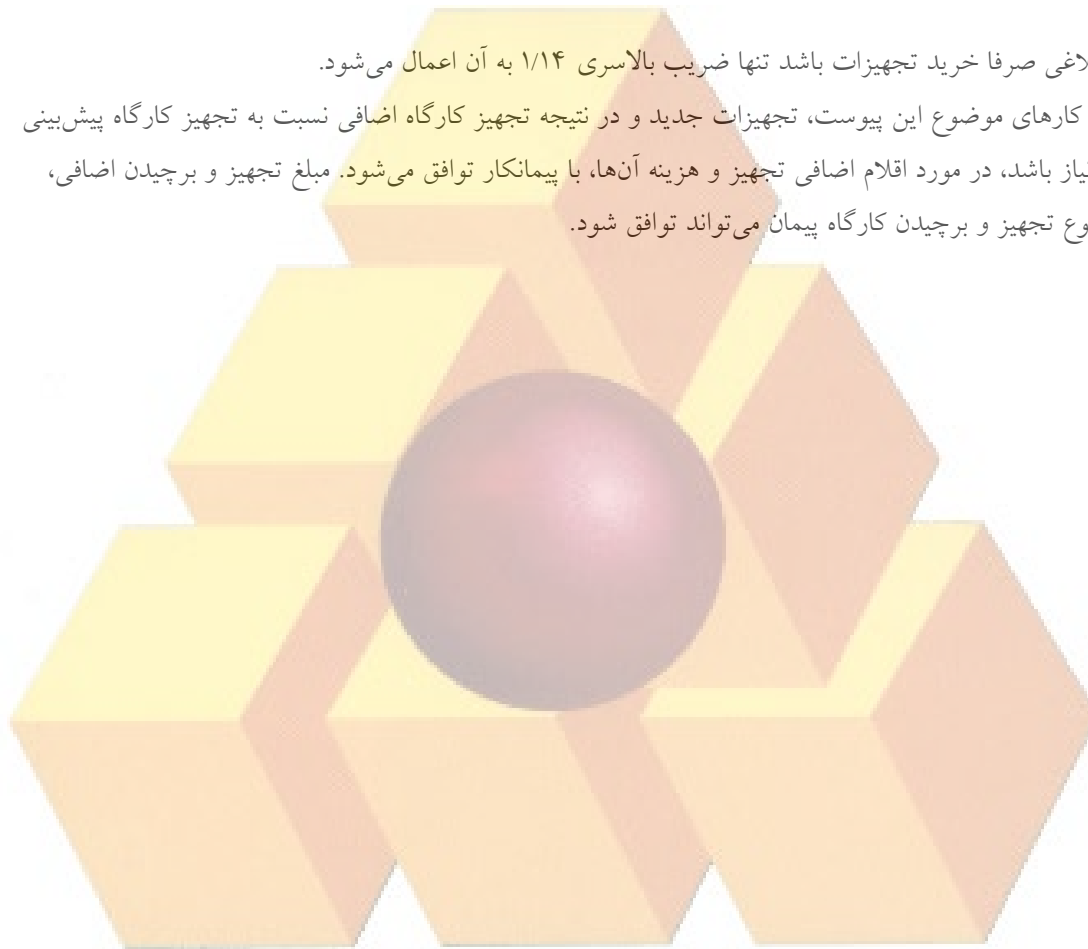 صرفا خرید تجهیزات باشد تنها ضریب بالاسری ۱/۱۴ به آن اعمال می‌شود.
کارهای موضوع این پیوست، تجهیزات جدید و در نتیجه تجهیز کارگاه اضافی نسبت به تجهیز کارگاه پیش‌بینی
باشد، در مورد اقلام اضافی تجهیز و هزینه آن‌ها، با پیمانکار توافق می‌شود. مبلغ تجهیز و برچیدن اضافی،
تجهیز و برچیدن کارگاه پیمان می‌تواند توافق شود.